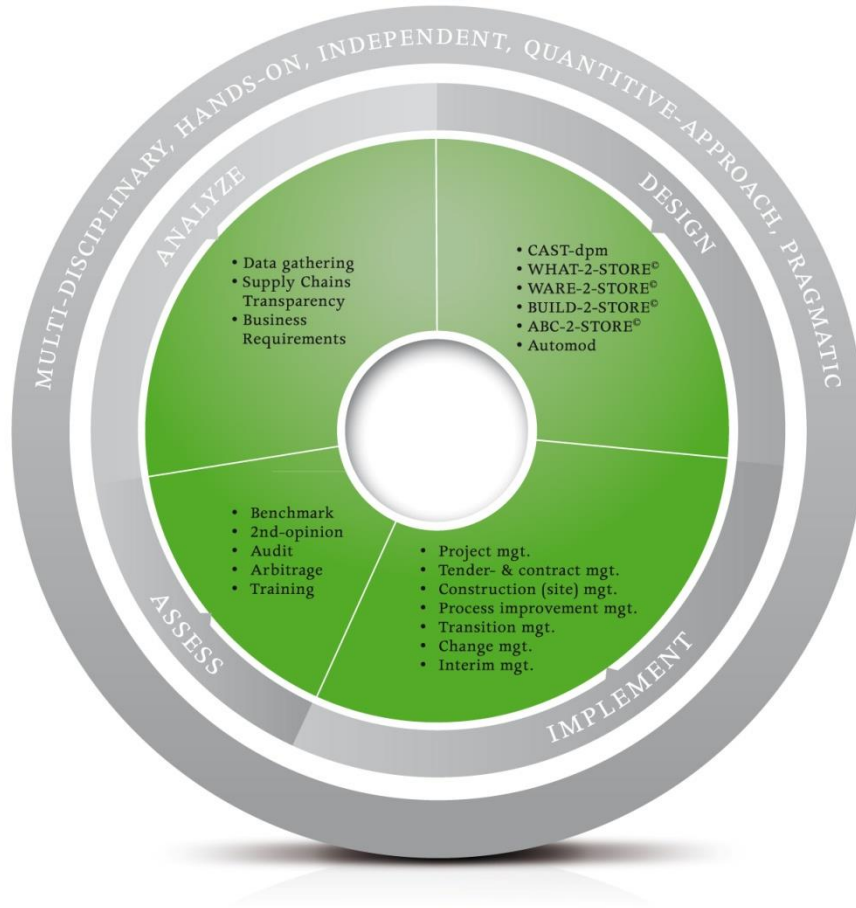 MULTI-DISCIPLINARY, HANDS-ON, INDEPENDENT, QUANTITIVE-APPROACH, PRAGMATIC
ANALYZE
• Data gathering
• Supply Chains
Transparency
• Business
Requirements
DESIGN
• CAST-dpm
• WHAT-2-STORE©
• WARE-2-STORE©
• BUILD-2-STORE©
• ABC-2-STORE©
• Automod
IMPLEMENT
• Project mgt.
• Tender- & contract mgt.
• Construction (site) mgt.
• Process improvement mgt.
• Transition mgt.
• Change mgt.
• Interim mgt.
ASSESS
• Benchmark
• 2nd-opinion
• Audit
• Arbitrage
• Training